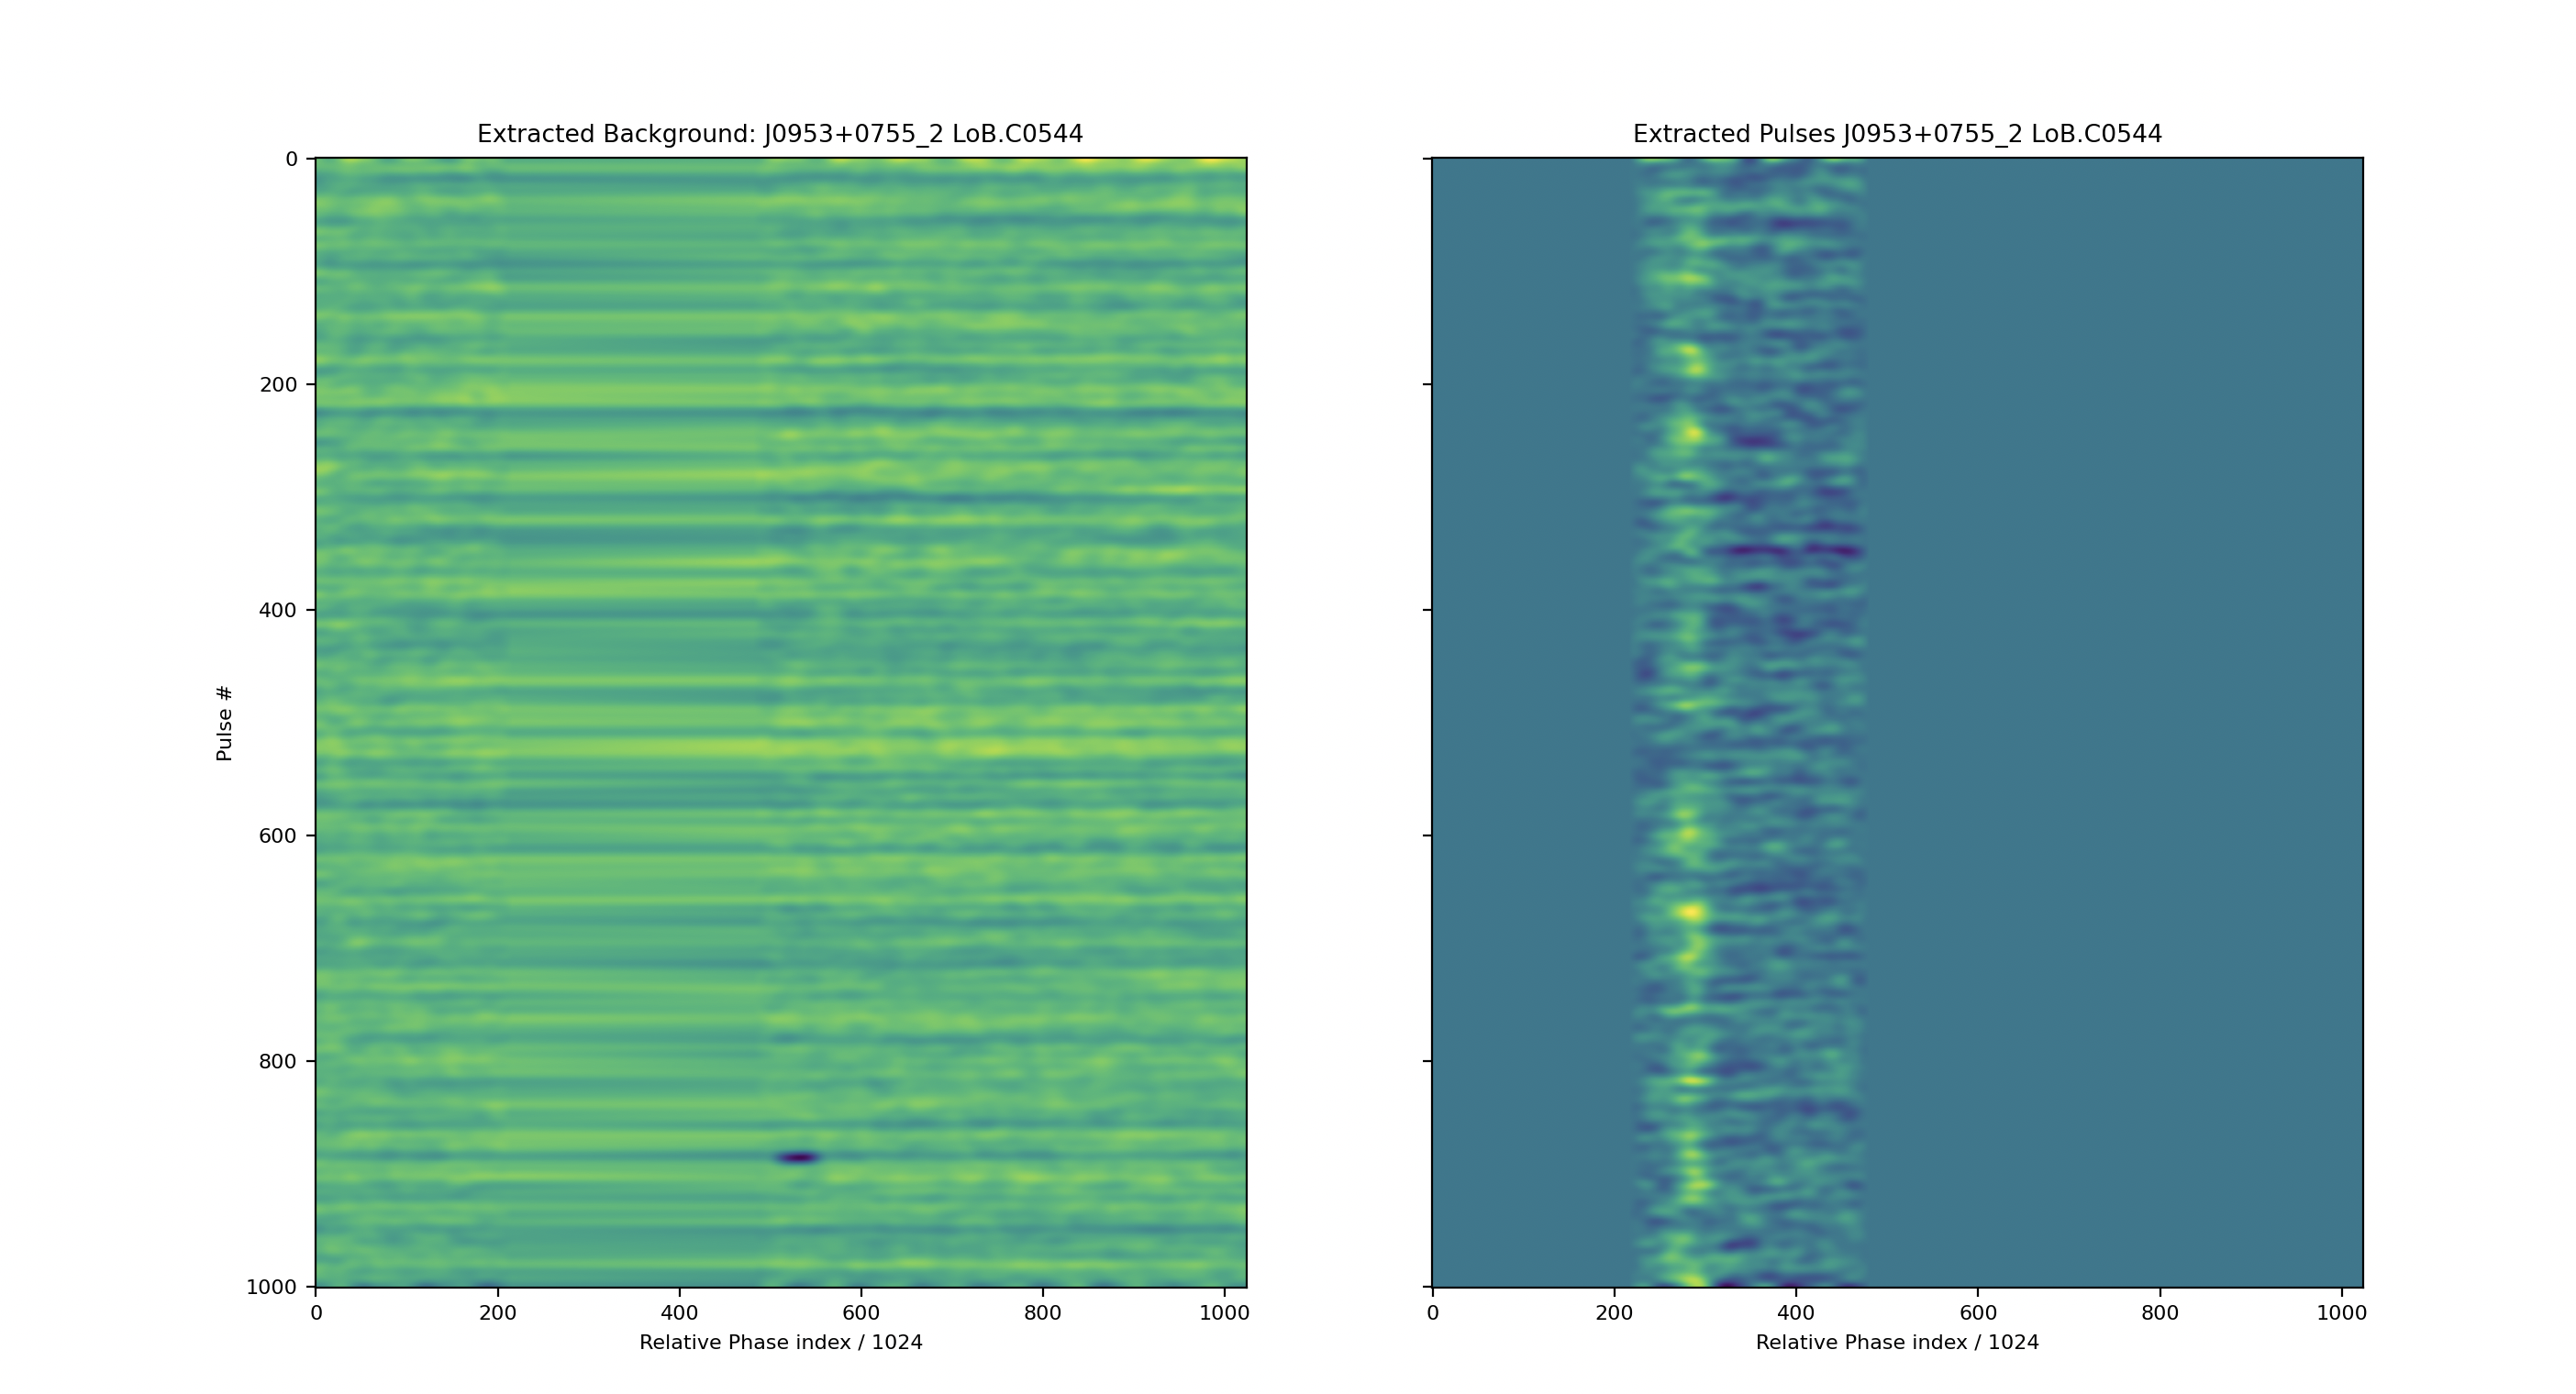 Extracted Background: J0953+0755_2 LoB.C0544
Extracted Pulses J0953+0755_2 LoB.C0544
Pulse #
0
200
400
600
800
1000
0 200 400 600 800 1000
0 200 400 600 800 1000
Relative Phase index / 1024
Relative Phase index / 1024